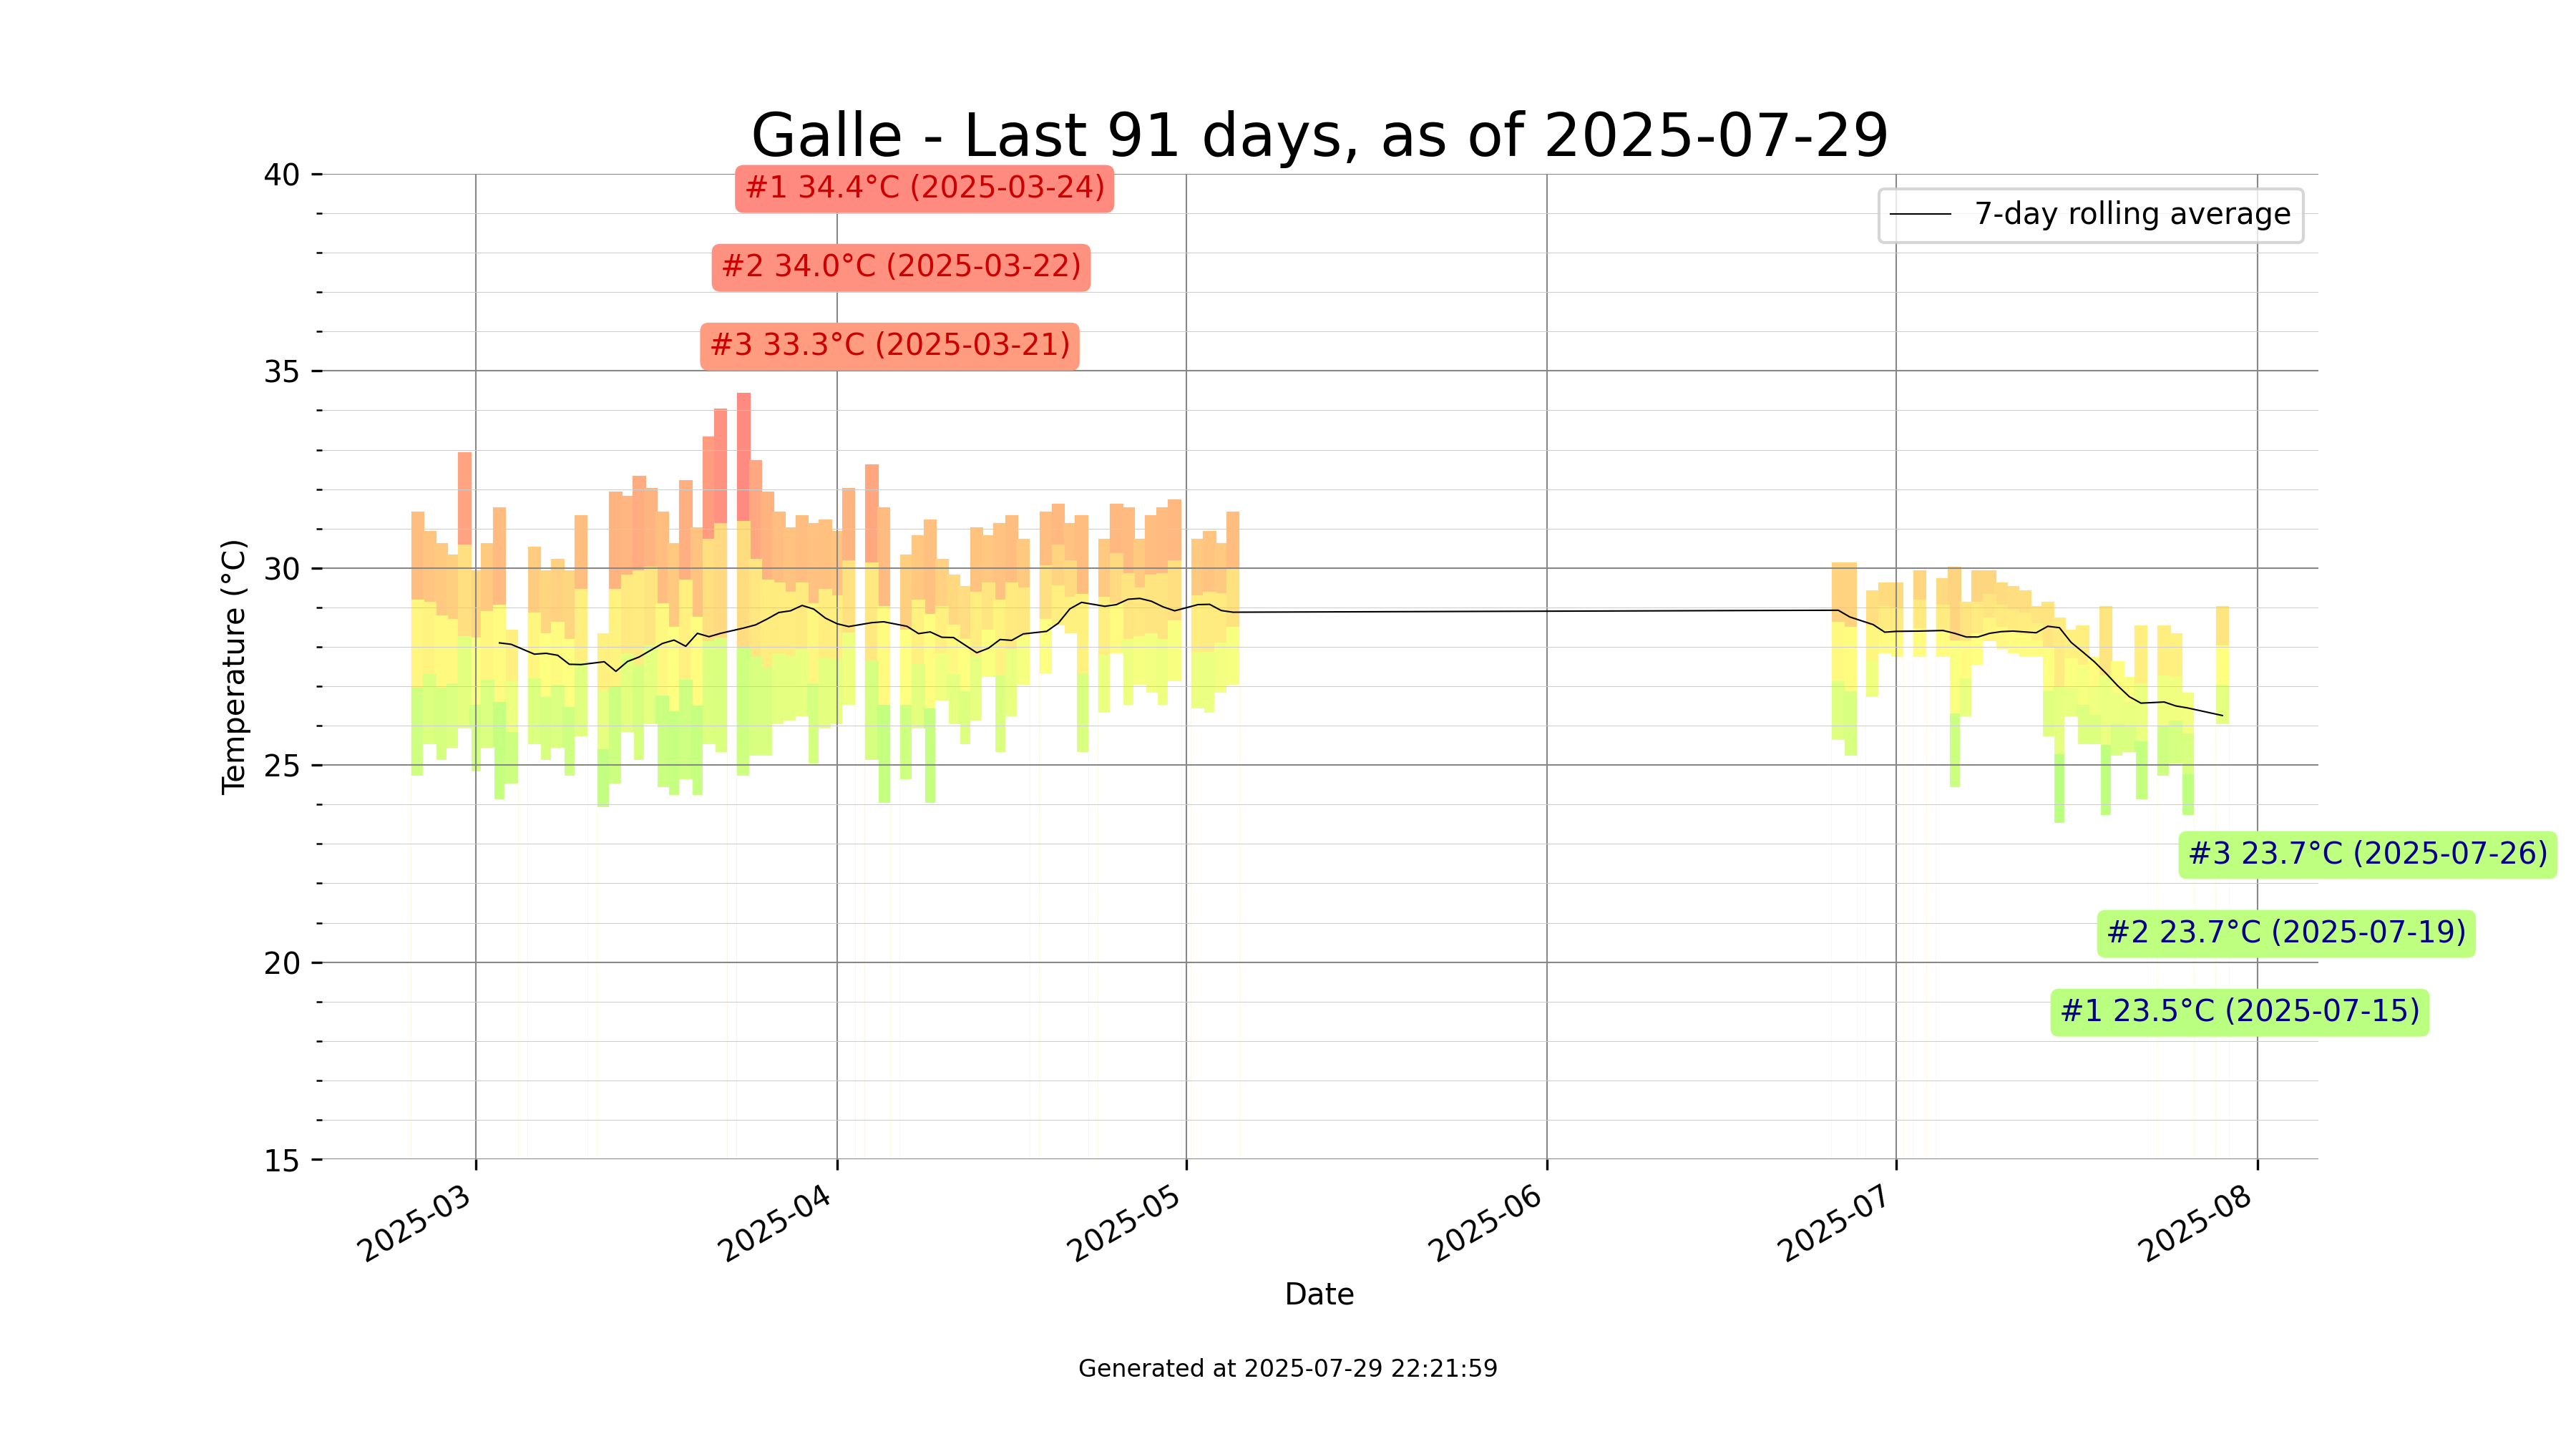 Galle - Last 91 days, as of 2025-07-29
40
#1 34.4°C (2025-03-24)
7-day rolling average
#2 34.0°C (2025-03-22)
#3 33.3°C (2025-03-21)
35
30
Temperature (°C)
25
#3 23.7°C (2025-07-26)
#2 23.7°C (2025-07-19)
20
#1 23.5°C (2025-07-15)
15
2025-03
2025-04
2025-05
2025-06
2025-07
2025-08
Date
Generated at 2025-07-29 22:21:59